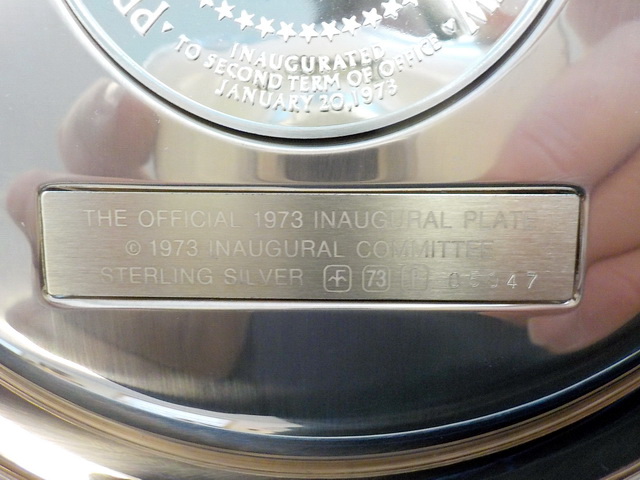 INAUGURATED
TO SECOND TERM OF OFFICE
JANUARY 20, 1973
THE OFFICIAL 1973 INAUGURAL PLATE
© 1973 INAUGURAL COMMITTEE
STERLING SILVER F 73